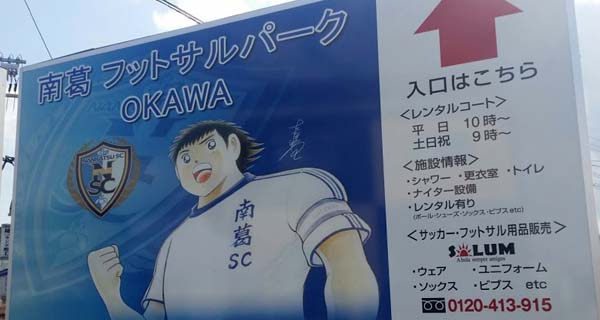 南葛 フットサルパーク
OKAWA
N
SC
南葛
SC
入口はこちら
＜レンタルコート＞
平 日 10時～
土日祝 9時～
＜施設情報＞
・シャワー ・更衣室 ・トイレ
・ナイター設備
・レンタル有り
(ボール・シューズ・ソックス・ビブス etc)
＜サッカー・フットサル用品販売＞
SOLUM
A bola sempre amigos
・ウェア ・ユニフォーム
・ソックス ・ビブス etc
0120-413-915